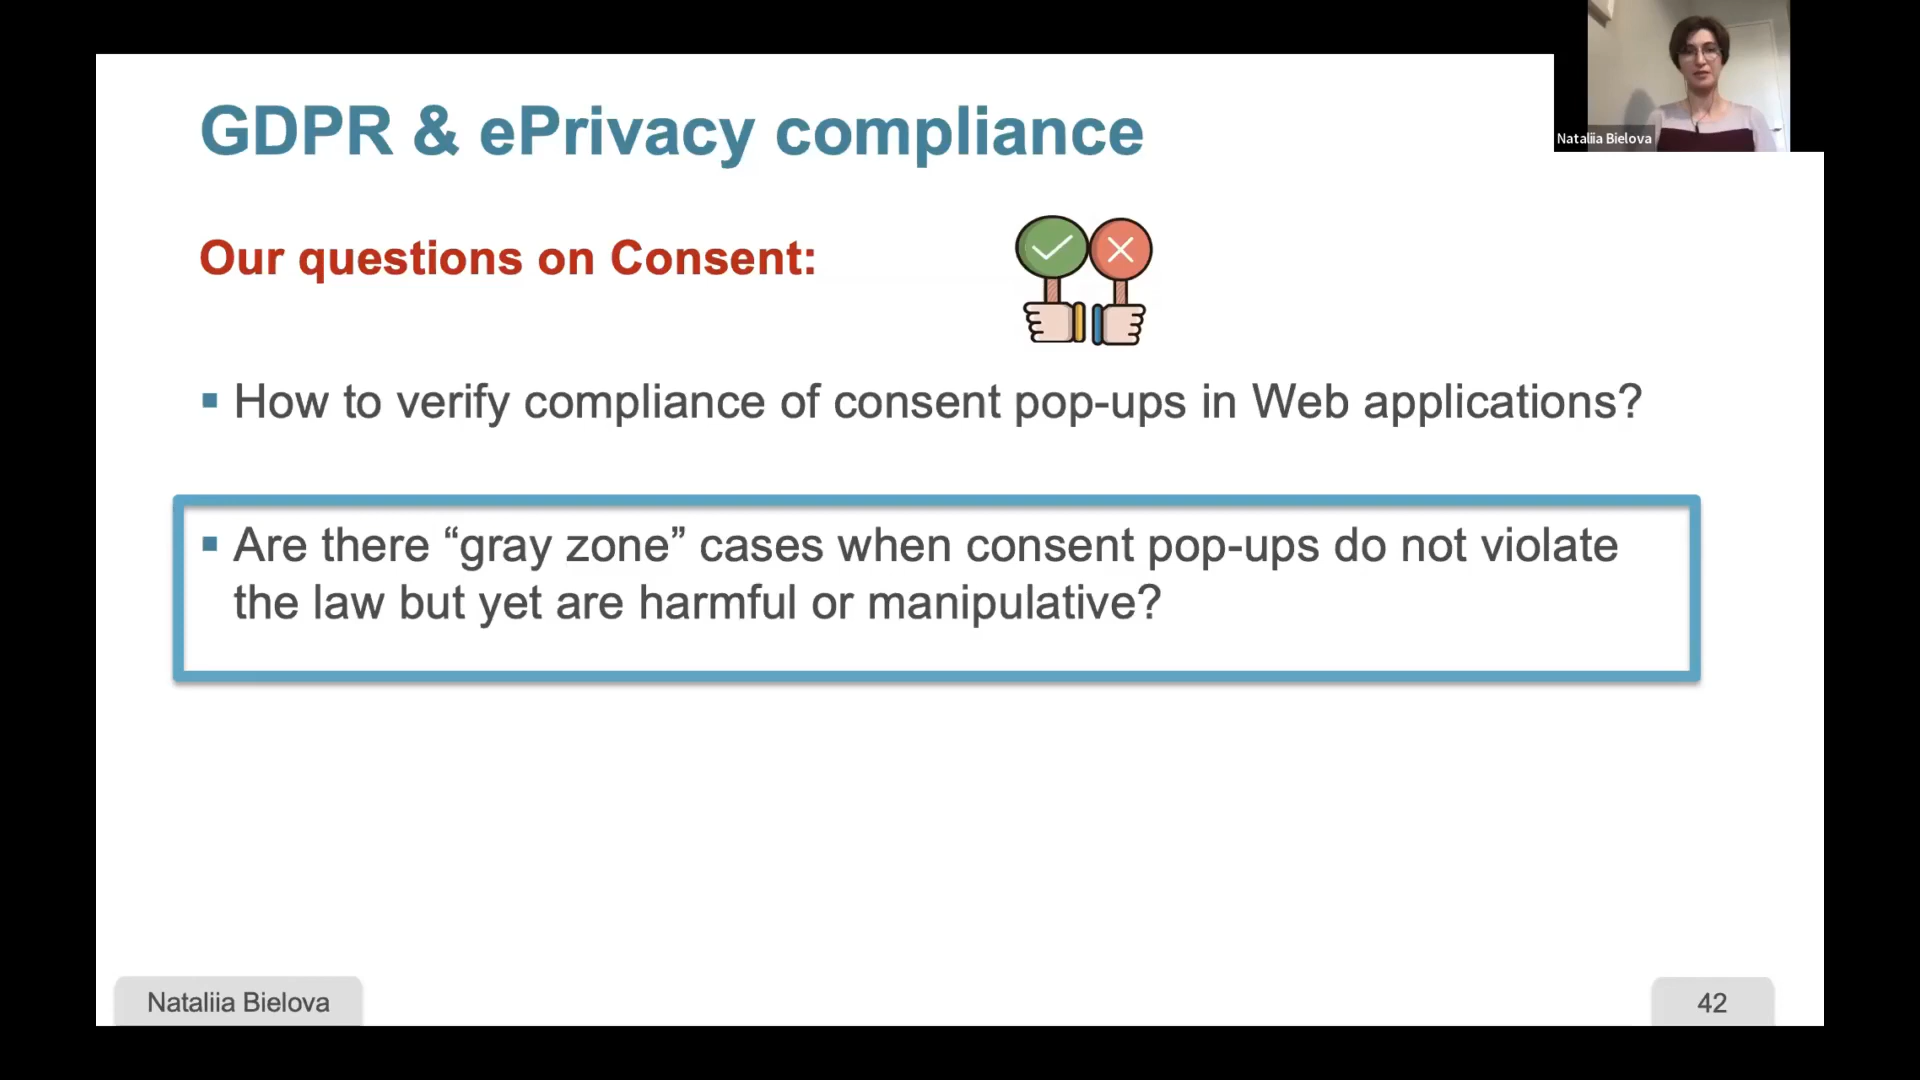 GDPR & ePrivacy compliance
Nataliia Bielova
Our questions on Consent:
▪ How to verify compliance of consent pop-ups in Web applications?
▪ Are there “gray zone” cases when consent pop-ups do not violate
the law but yet are harmful or manipulative?
Nataliia Bielova
42